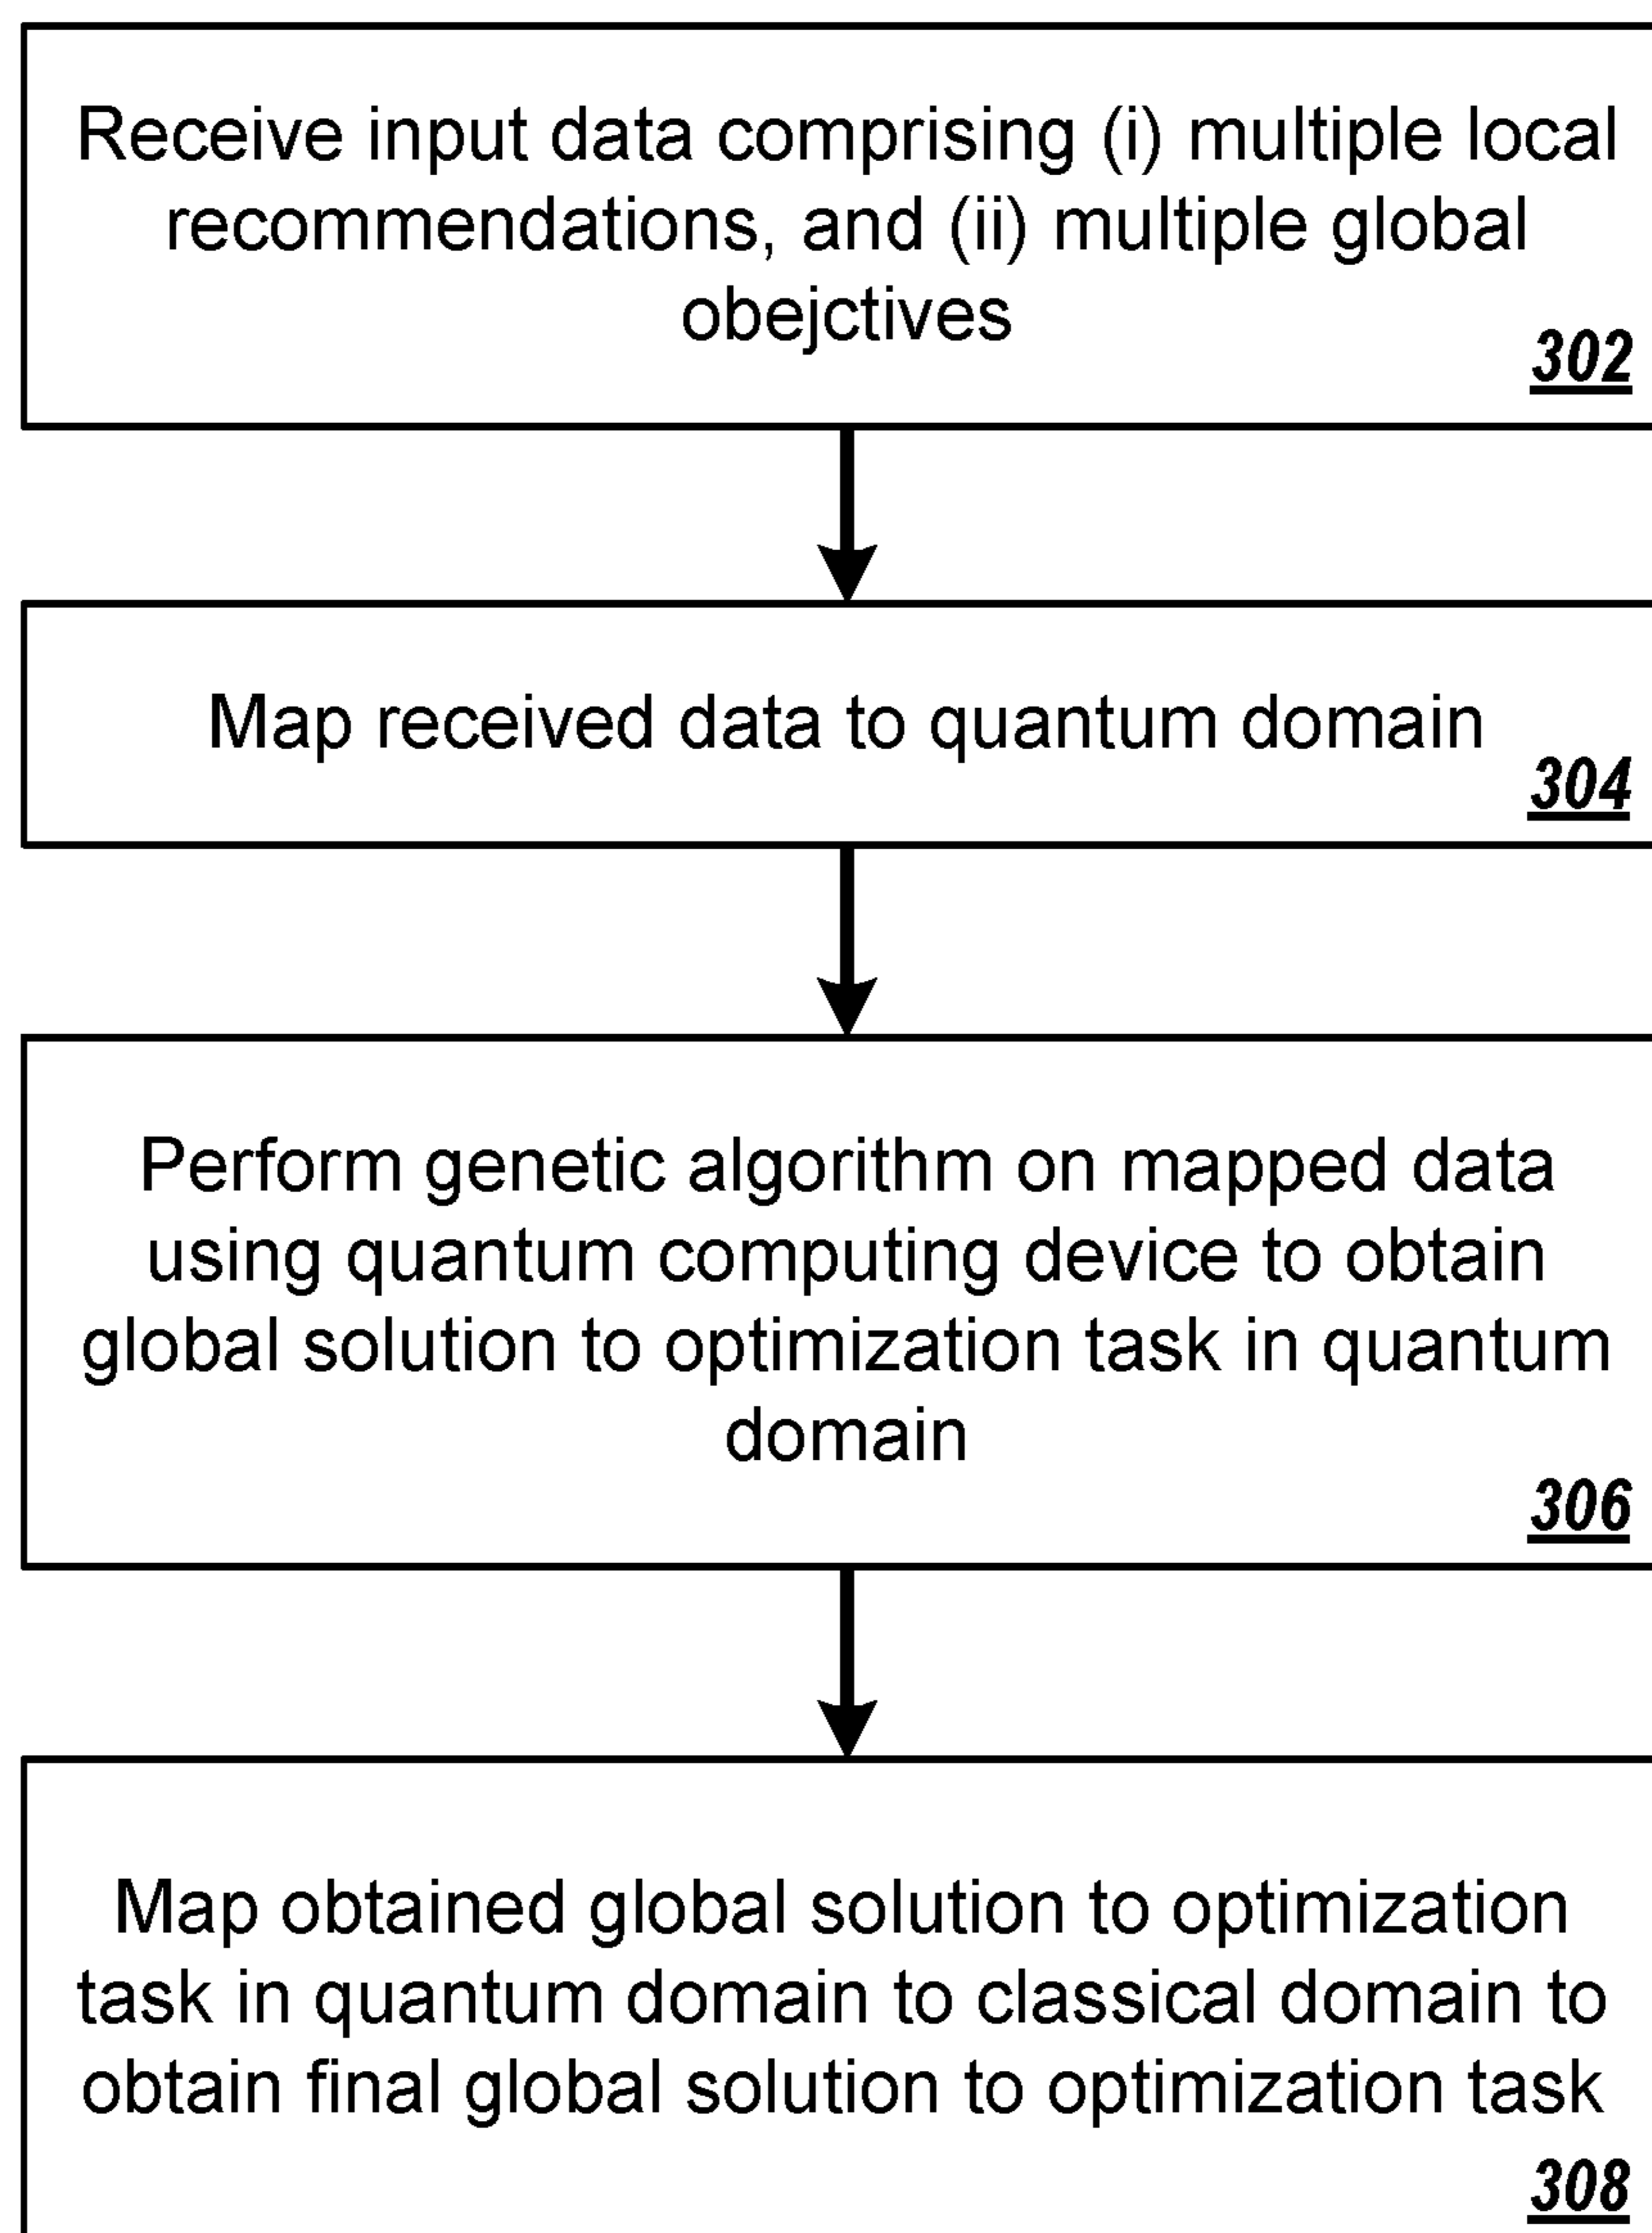 Receive input data comprising (i) multiple local
recommendations, and (ii) multiple global
obejctives
302
Map received data to quantum domain
304
Perform genetic algorithm on mapped data
using quantum computing device to obtain
global solution to optimization task in quantum
domain
306
Map obtained global solution to optimization
task in quantum domain to classical domain to
obtain final global solution to optimization task
308